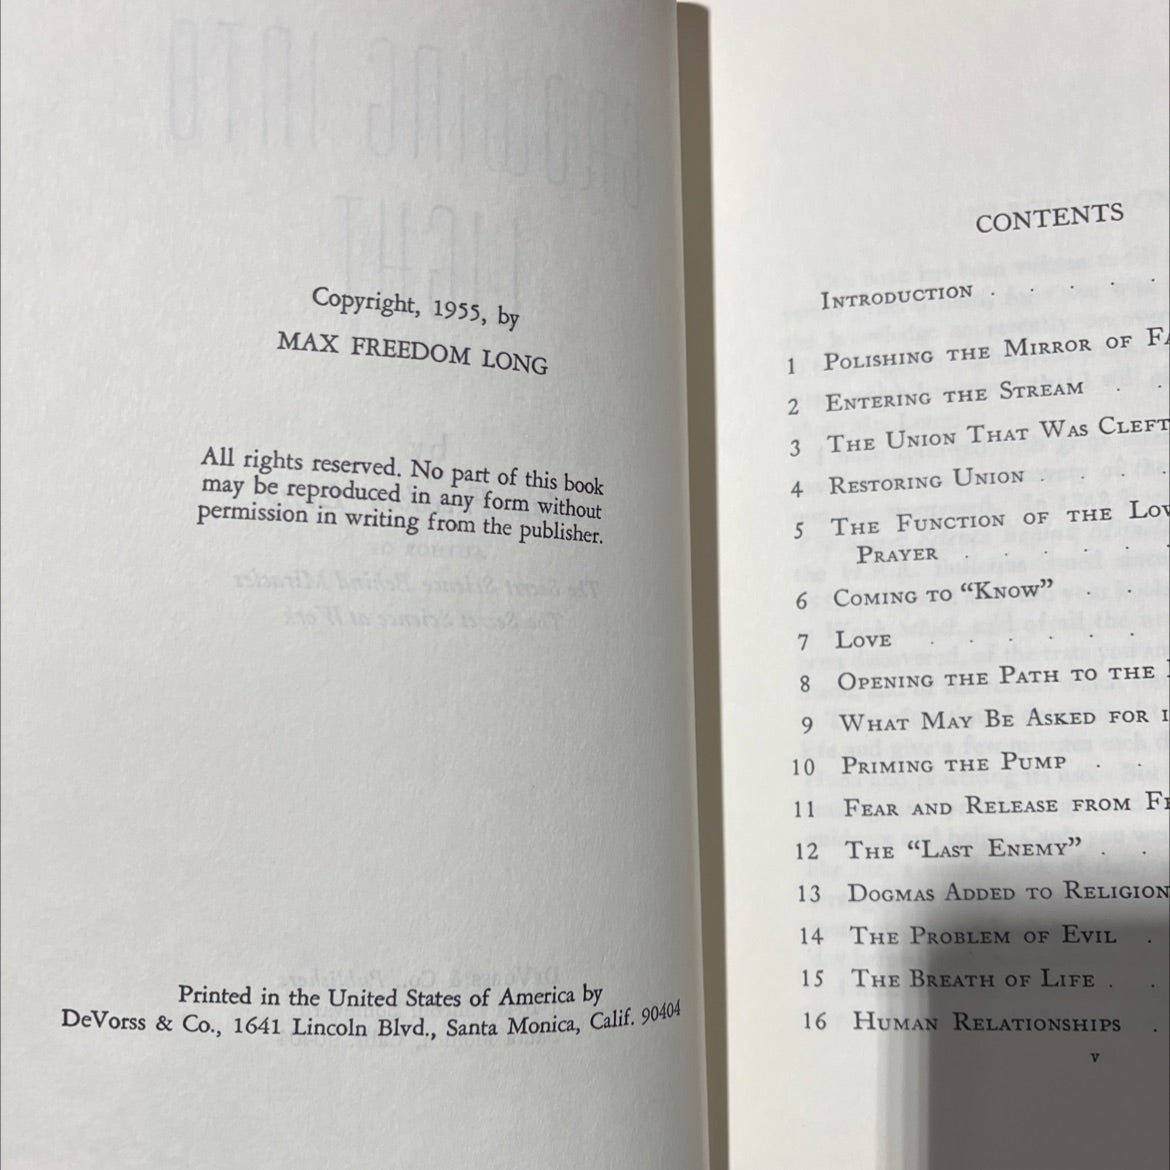 Copyright, 1955, by
MAX FREEDOM LONG
All rights reserved. No part of this book
may be reproduced in any form without
permission in writing from the publisher.
Printed in the United States of America by
DeVorss & Co., 1641 Lincoln Blvd., Santa Monica, Calif. 90404
CONTENTS
INTRODUCTION . . . . .
1 POLISHING THE MIRROR OF
2 ENTERING THE STREAM . .
3 THE UNION THAT WAS CLEFT
4 RESTORING UNION . . . .
5 THE FUNCTION OF THE
PRAYER . . . . . .
6 COMING TO “KNOW” . .
7 LOVE . . . . . .
8 OPENING THE PATH TO THE
9 WHAT MAY BE ASKED FOR
10 PRIMING THE PUMP . .
11 FEAR AND RELEASE FROM
12 THE “LAST ENEMY” . .
13 DOGMAS ADDED TO RELIGION
14 THE PROBLEM OF EVIL .
15 THE BREATH OF LIFE . .
16 HUMAN RELATIONSHIPS .
v